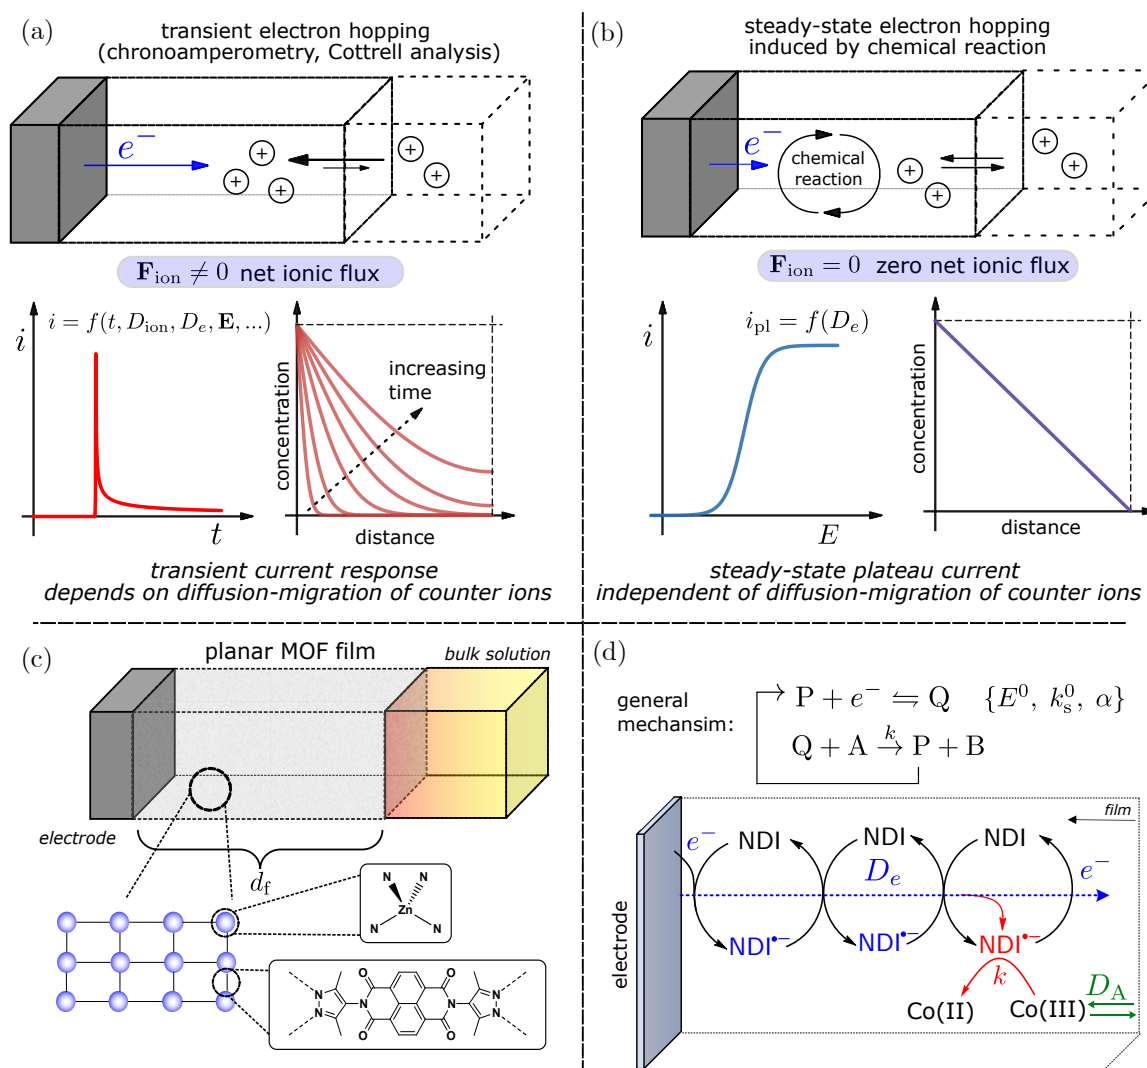 (a)
transient electron hopping
(chronoamperometry, Cottrell analysis)
e⁻
+
+
+
+
+
F_ion ≠ 0 net ionic flux
i
i = f(t, D_ion, D_e, E, ...)
t
concentration
increasing
time
distance
transient current response
depends on diffusion-migration of counter ions
(b)
steady-state electron hopping
induced by chemical reaction
e⁻
chemical
reaction
+
+
+
+
F_ion = 0 zero net ionic flux
i
i_pl = f(D_e)
E
concentration
distance
steady-state plateau current
independent of diffusion-migration of counter ions
(c)
planar MOF film
bulk solution
electrode
d_f
N N N
Zn
N N
O O
N N
N N
N N
O O
(d)
general
mechansim:
P + e⁻ ⇋ Q {E⁰, k_s⁰, α}
Q + A →k P + B
film
electrode
e⁻
NDI
NDI
NDI
D_e
e⁻
NDI•−
NDI•−
NDI•−
k
D_A
Co(II)
Co(III)